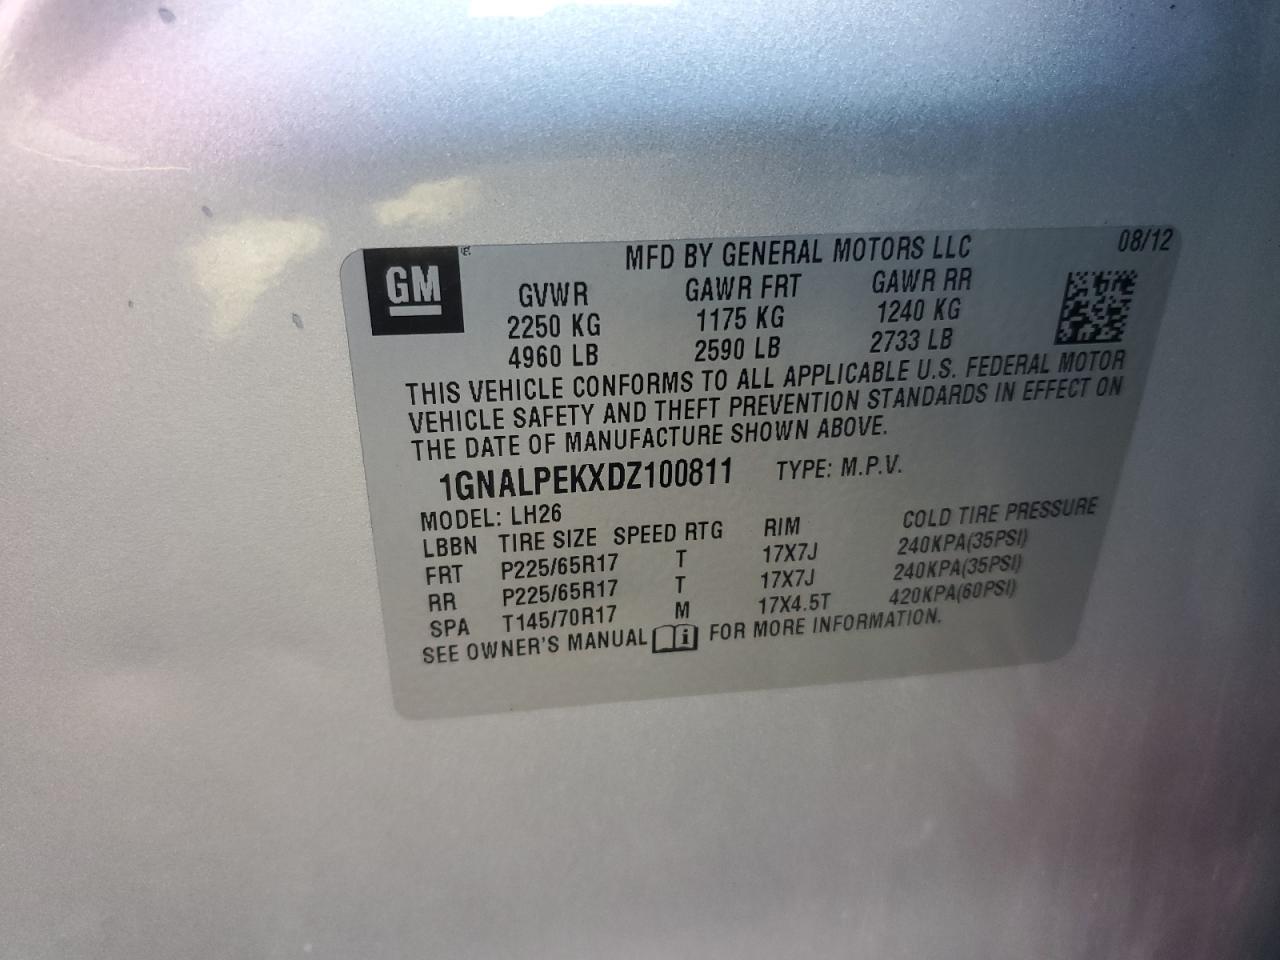 GM
MFD BY GENERAL MOTORS LLC 08/12
GVWR GAWR FRT GAWR RR
2250 KG 1175 KG 1240 KG
4960 LB 2590 LB 2733 LB
THIS VEHICLE CONFORMS TO ALL APPLICABLE U.S. FEDERAL MOTOR
VEHICLE SAFETY AND THEFT PREVENTION STANDARDS IN EFFECT ON
THE DATE OF MANUFACTURE SHOWN ABOVE.
1GNALPEKXDZ100811 TYPE: M.P.V.
MODEL: LH26
LBBN TIRE SIZE SPEED RTG RIM COLD TIRE PRESSURE
FRT P225/65R17 T 17X7J 240KPA(35PSI)
RR P225/65R17 T 17X7J 240KPA(35PSI)
SPA T145/70R17 M 17X4.5T 420KPA(60PSI)
SEE OWNER'S MANUAL FOR MORE INFORMATION.